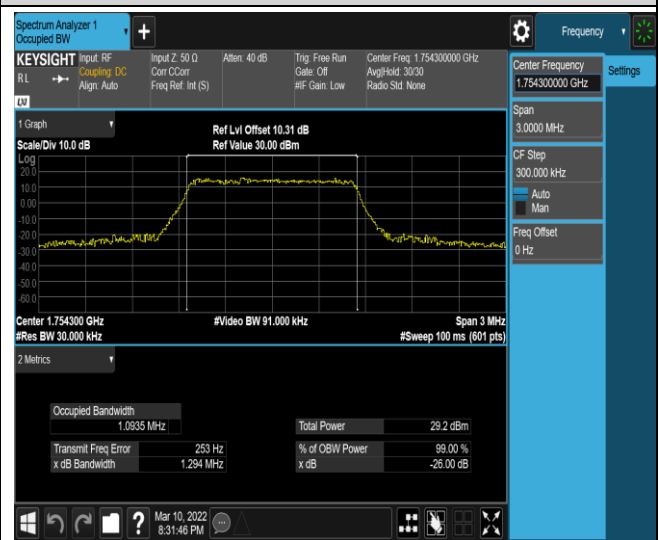 Spectrum Analyzer 1
Occupied BW
+
Frequency
KEYSIGHT
RL
LXI
Input: RF
Coupling: DC
Align: Auto
Input Z: 50 Ω
Corr CCorr
Freq Ref: Int (S)
Atten: 40 dB
Trig: Free Run
Gate: Off
#IF Gain: Low
Center Freq: 1.754300000 GHz
Avg|Hold: 30/30
Radio Std: None
Center Frequency
1.754300000 GHz
Settings
Span
3.0000 MHz
CF Step
300.000 kHz
Auto
Man
Freq Offset
0 Hz
1 Graph
Scale/Div 10.0 dB
Ref Lvl Offset 10.31 dB
Ref Value 30.00 dBm
Log
20.0
10.0
0.00
-10.0
-20.0
-30.0
-40.0
-50.0
-60.0
Center 1.754300 GHz
#Res BW 30.000 kHz
#Video BW 91.000 kHz
Span 3 MHz
#Sweep 100 ms (601 pts)
2 Metrics
Occupied Bandwidth
1.0935 MHz
Total Power 29.2 dBm
Transmit Freq Error 253 Hz
% of OBW Power 99.00 %
x dB Bandwidth 1.294 MHz
x dB -26.00 dB
?
Mar 10, 2022
8:31:46 PM